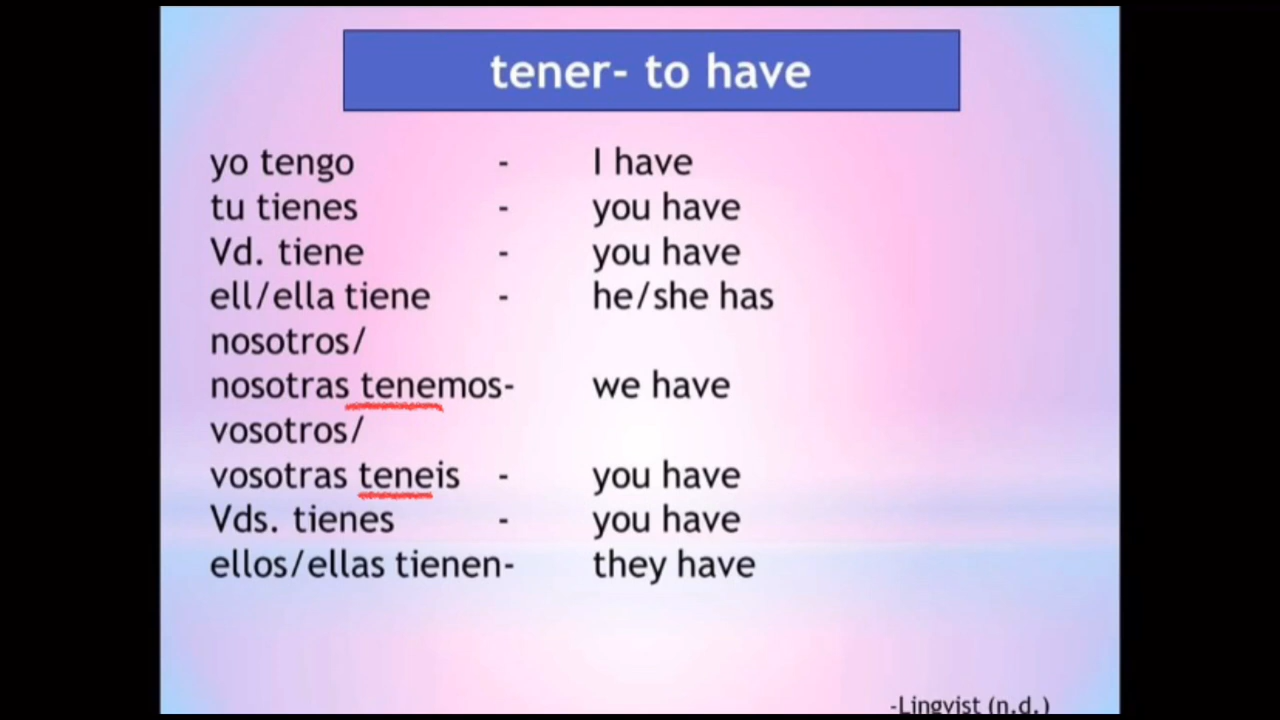 tener- to have
yo tengo - I have
tu tienes - you have
Vd. tiene - you have
ell/ella tiene - he/she has
nosotros/
nosotras tenemos- we have
vosotros/
vosotras teneis - you have
Vds. tienes - you have
ellos/ellas tienen- they have
-Lingvist (n.d.)